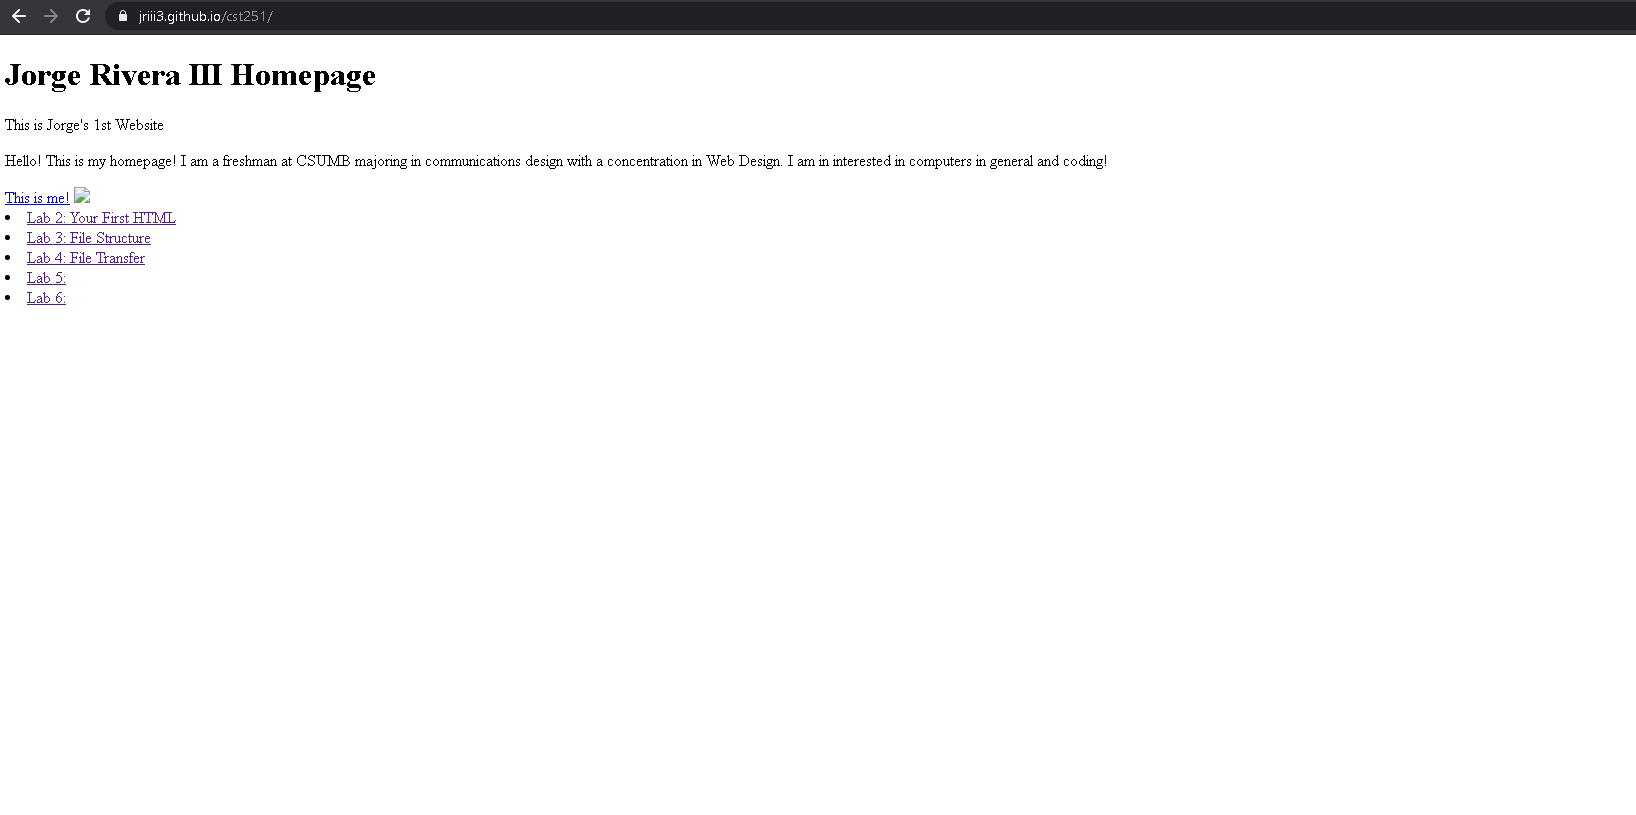 jriii3.github.io/cst251/
Jorge Rivera III Homepage
This is Jorge's 1st Website
Hello! This is my homepage! I am a freshman at CSUMB majoring in communications design with a concentration in Web Design. I am in interested in computers in general and coding!
This is me!
Lab 2: Your First HTML
Lab 3: File Structure
Lab 4: File Transfer
Lab 5:
Lab 6: